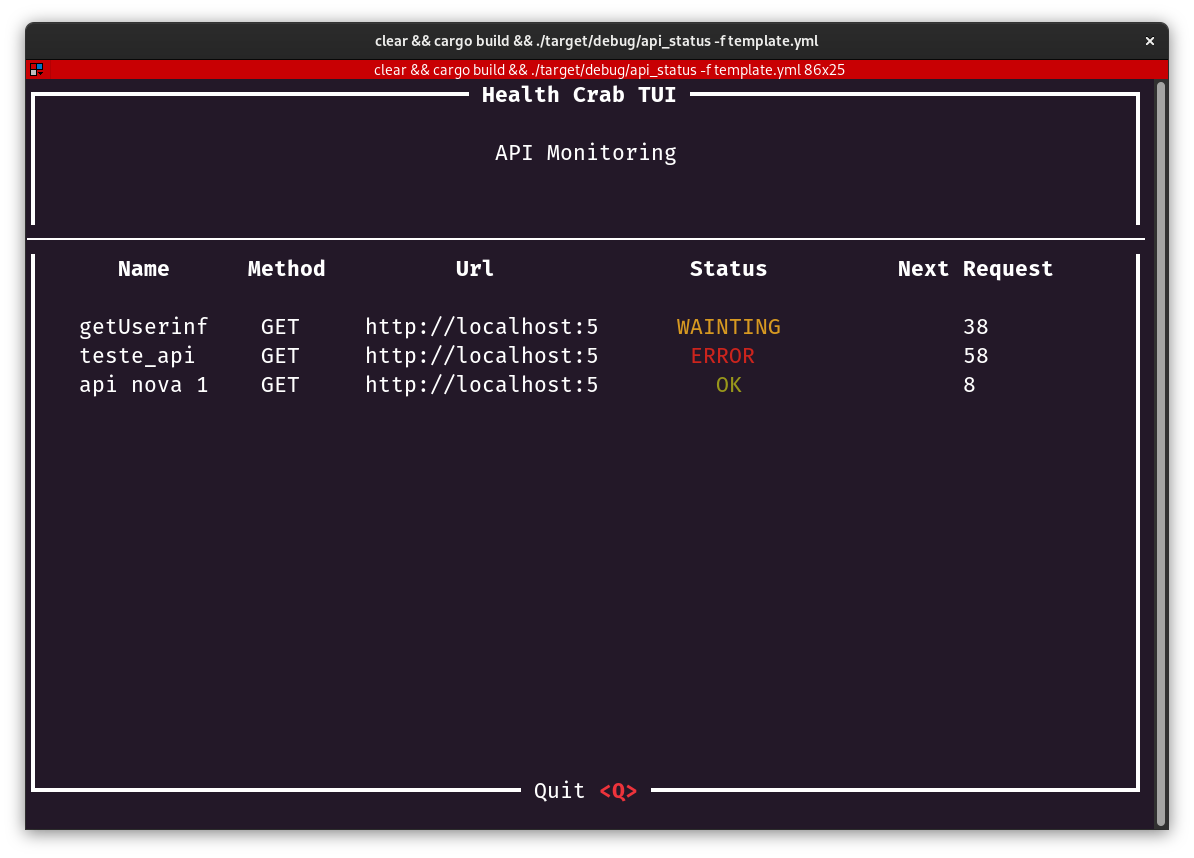 clear && cargo build && ./target/debug/api_status -f template.yml
clear && cargo build && ./target/debug/api_status -f template.yml 86x25
Health Crab TUI
API Monitoring
Name Method Url Status Next Request
getUserinf GET http://localhost:5 WAINTING 38
teste_api GET http://localhost:5 ERROR 58
api nova 1 GET http://localhost:5 OK 8
Quit <Q>